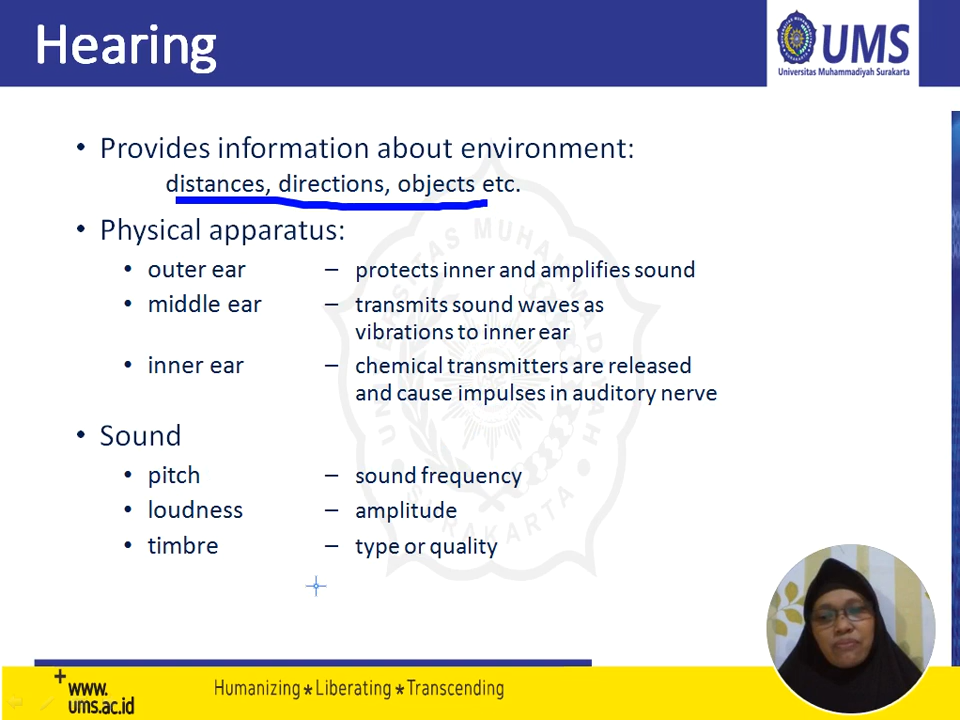 Hearing
UMS
Universitas Muhammadiyah Surakarta
• Provides information about environment:
distances, directions, objects etc.
• Physical apparatus:
• outer ear – protects inner and amplifies sound
• middle ear – transmits sound waves as
vibrations to inner ear
• inner ear – chemical transmitters are released
and cause impulses in auditory nerve
• Sound
• pitch – sound frequency
• loudness – amplitude
• timbre – type or quality
UNIVERSITAS MUHAMMADIYAH
SURAKARTA
www.
ums.ac.id
Humanizing * Liberating * Transcending